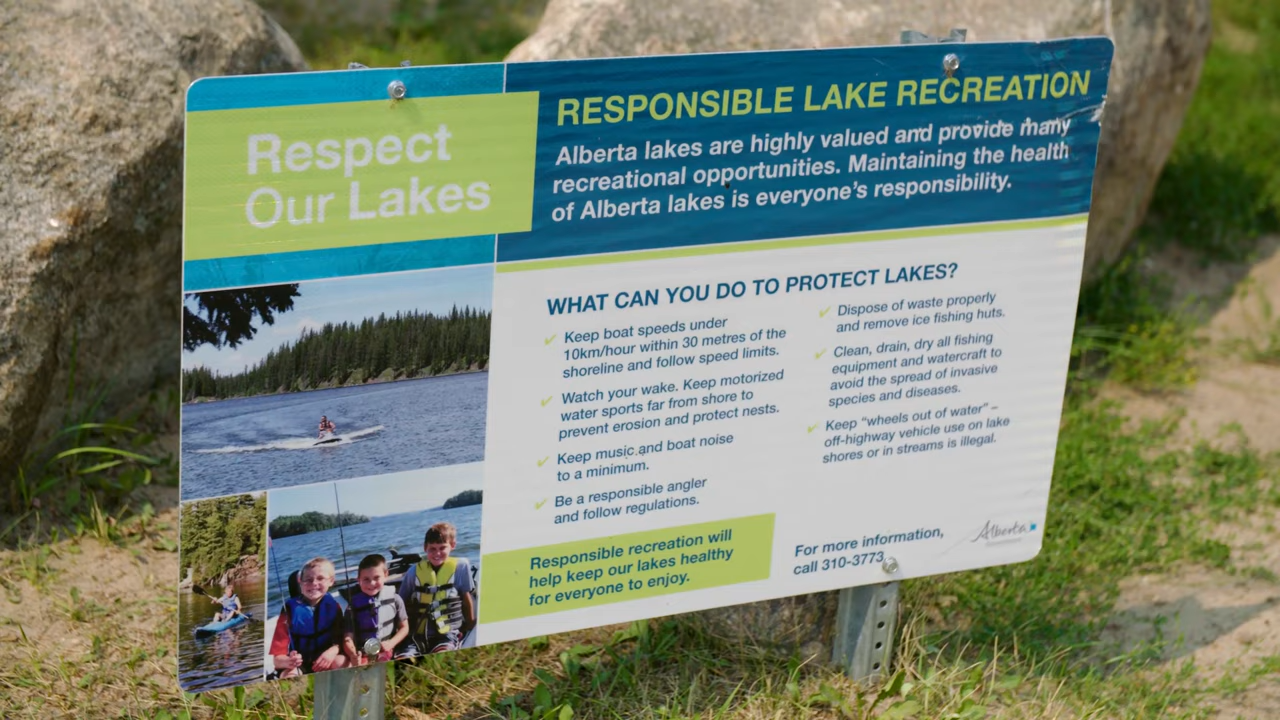 Respect
Our Lakes
RESPONSIBLE LAKE RECREATION
Alberta lakes are highly valued and provide many
recreational opportunities. Maintaining the health
of Alberta lakes is everyone's responsibility.
WHAT CAN YOU DO TO PROTECT LAKES?
Keep boat speeds under
10km/hour within 30 metres of the
shoreline and follow speed limits.
Watch your wake. Keep motorized
water sports far from shore to
prevent erosion and protect nests.
Keep music and boat noise
to a minimum.
Be a responsible angler
and follow regulations.
Dispose of waste properly
and remove ice fishing huts.
Clean, drain, dry all fishing
equipment and watercraft to
avoid the spread of invasive
species and diseases.
Keep "wheels out of water" –
off-highway vehicle use on lake
shores or in streams is illegal.
Responsible recreation will
help keep our lakes healthy
for everyone to enjoy.
For more information,
call 310-3773
Alberta